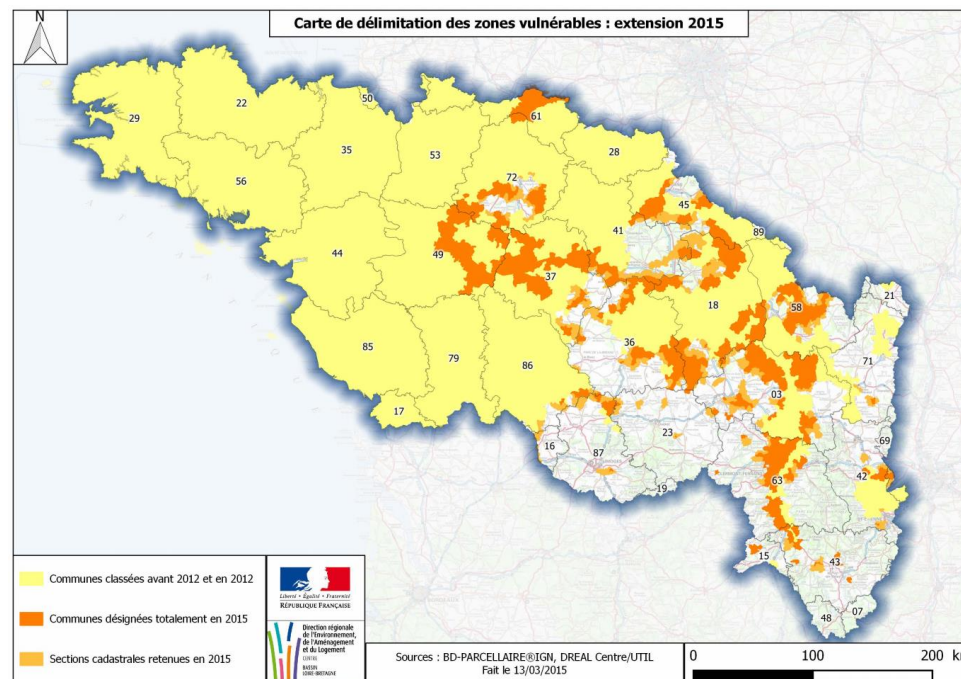 Carte de délimitation des zones vulnérables : extension 2015
N
50
22
29
61
35
53
28
56
72
45
41
89
44
49
37
18
21
58
85
79
86
36
71
03
17
23
16
87
69
42
63
19
15
43
48
07
Communes classées avant 2012 et en 2012
Communes désignées totalement en 2015
Sections cadastrales retenues en 2015
Liberté • Égalité • Fraternité
RÉPUBLIQUE FRANÇAISE
Direction régionale
de l'Environnement,
de l'Aménagement
et du Logement
CENTRE
BASSIN
LOIRE-BRETAGNE
Sources : BD-PARCELLAIRE®IGN, DREAL Centre/UTIL
Fait le 13/03/2015
0 100 200 km